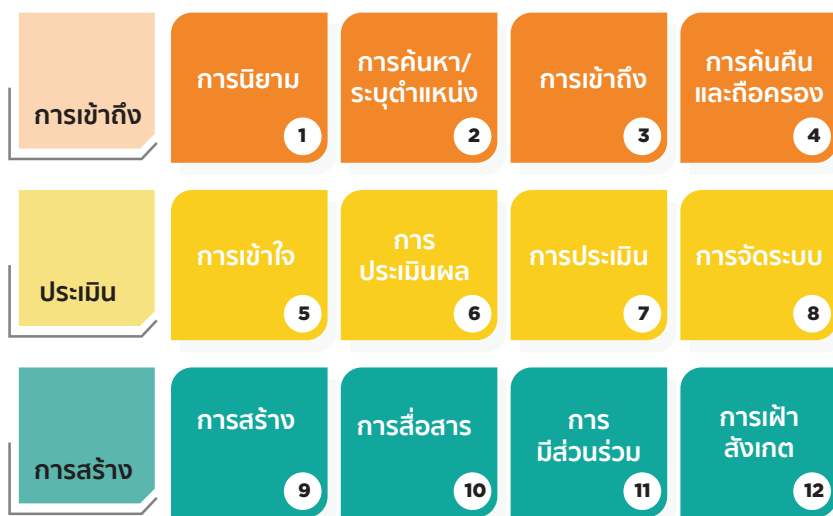 การเข้าถึง
การนิยาม
1
การค้นหา/
ระบุตำแหน่ง
2
การเข้าถึง
3
การค้นคืน
และถือครอง
4
ประเมิน
การเข้าใจ
5
การ
ประเมินผล
6
การประเมิน
7
การจัดระบบ
8
การสร้าง
การสร้าง
9
การสื่อสาร
10
การ
มีส่วนร่วม
11
การเฝ้า
สังเกต
12